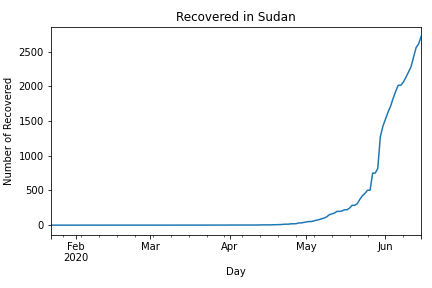 Recovered in Sudan
Number of Recovered
2500
2000
1500
1000
500
0
Feb
2020
Mar
Apr
May
Jun
Day